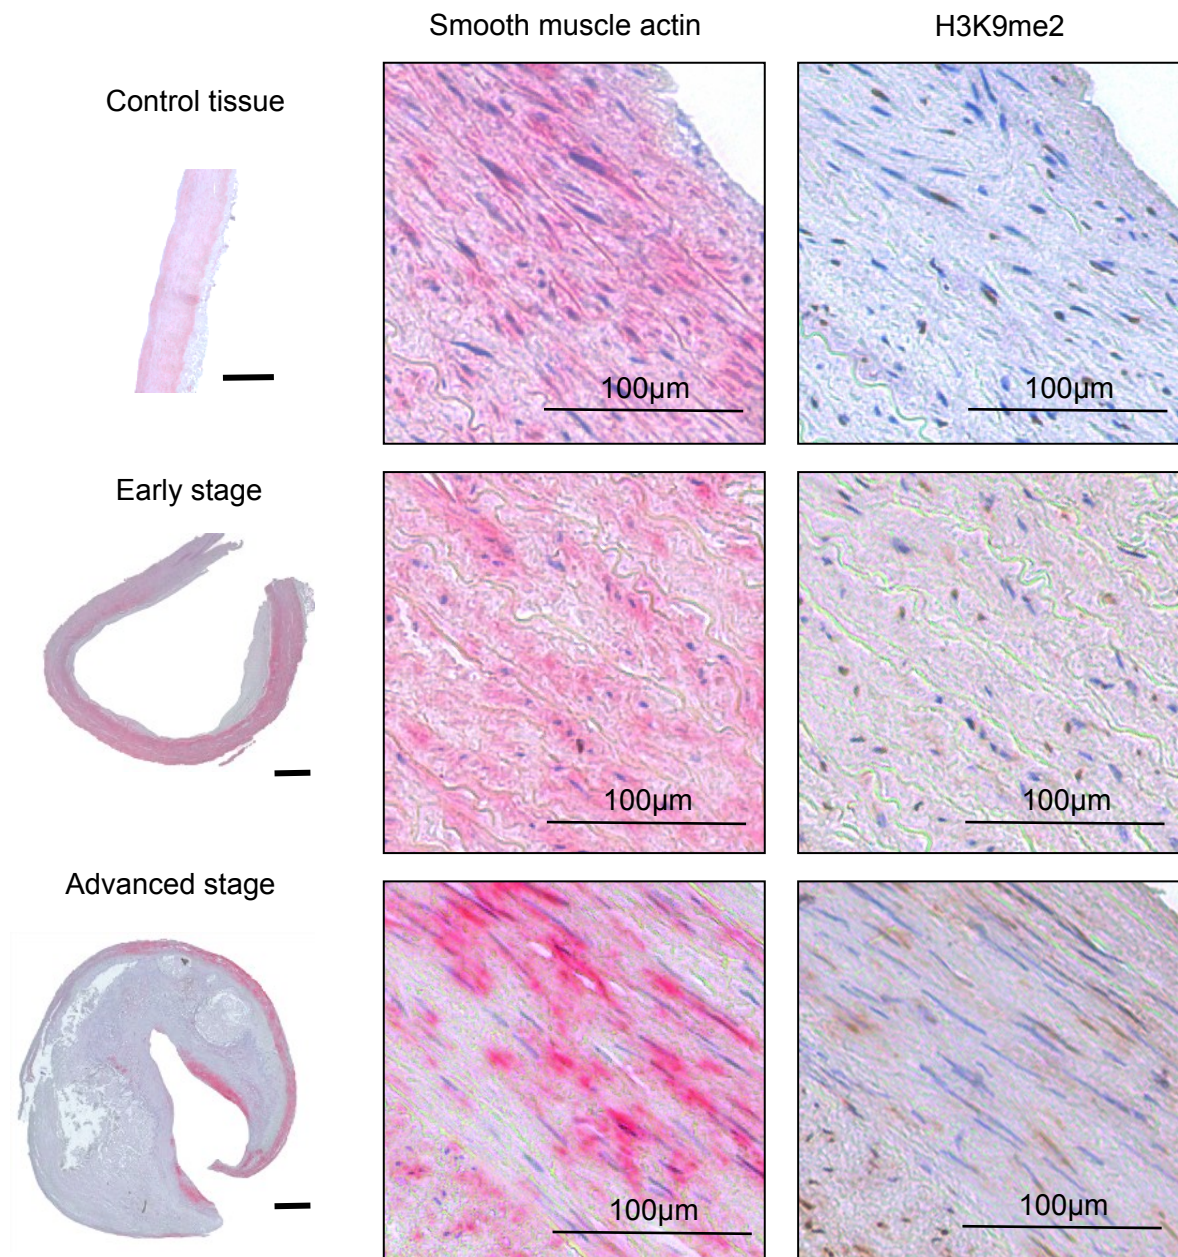 Smooth muscle actin
H3K9me2
Control tissue
100µm
100µm
Early stage
100µm
100µm
Advanced stage
100µm
100µm